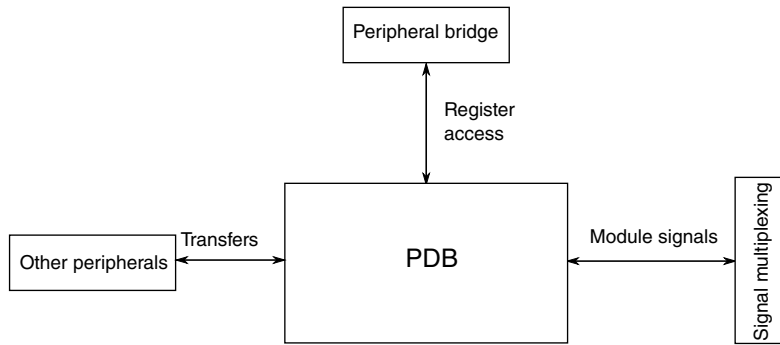 Peripheral bridge
Register
access
Transfers
Other peripherals
PDB
Module signals
Signal multiplexing